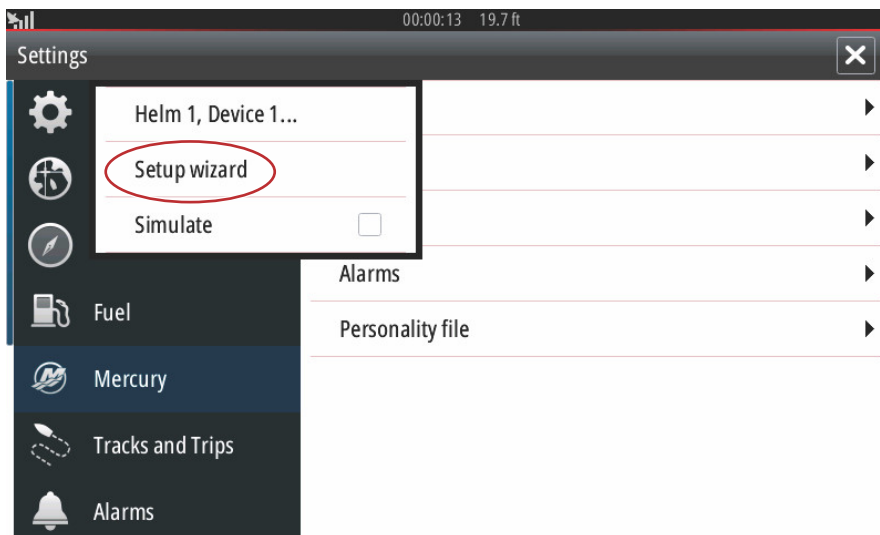 00:00:13 19.7 ft
Settings
Helm 1, Device 1...
Setup wizard
Simulate
Fuel
Mercury
Tracks and Trips
Alarms
Alarms
Personality file